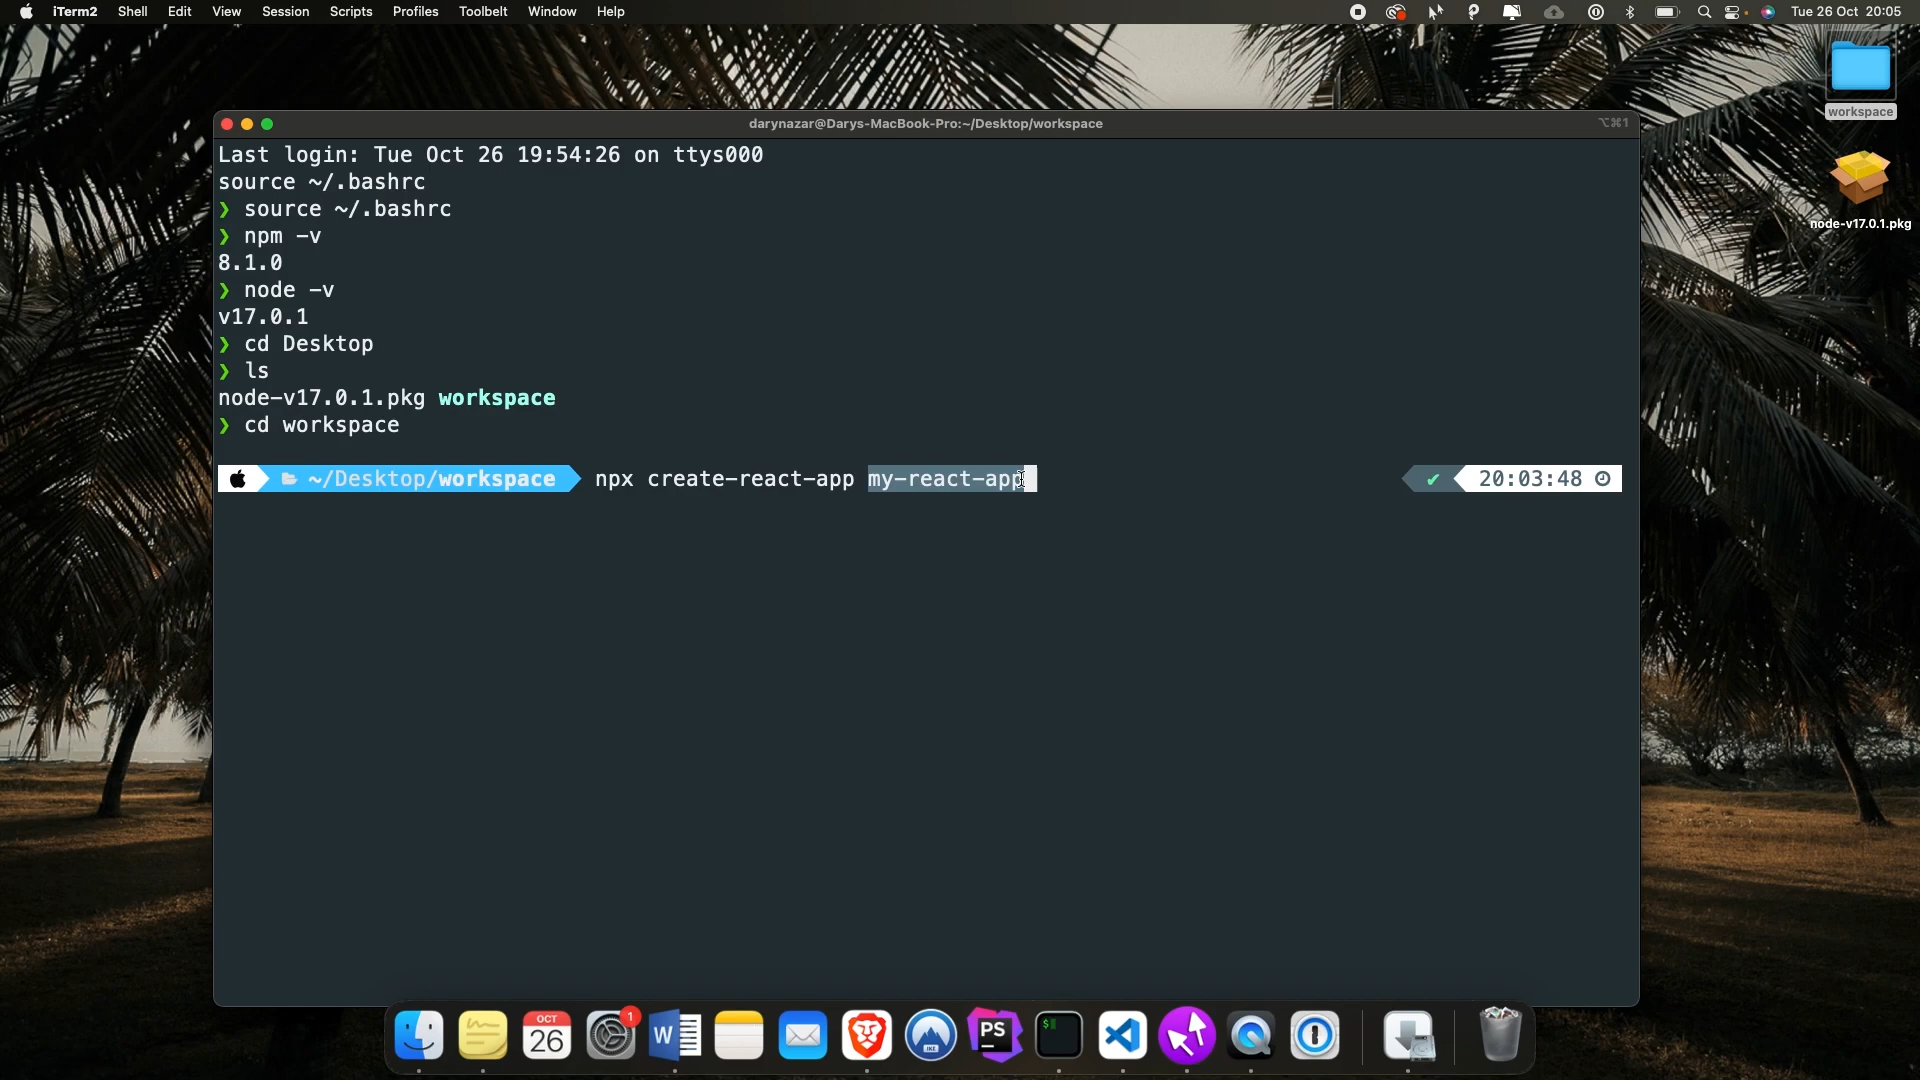 iTerm2 Shell Edit View Session Scripts Profiles Toolbelt Window Help Tue 26 Oct 20:05
workspace
node-v17.0.1.pkg
darynazar@Darys-MacBook-Pro:~/Desktop/workspace ⌥⌘1
Last login: Tue Oct 26 19:54:26 on ttys000
source ~/.bashrc
❯ source ~/.bashrc
❯ npm -v
8.1.0
❯ node -v
v17.0.1
❯ cd Desktop
❯ ls
node-v17.0.1.pkg workspace
❯ cd workspace
~/Desktop/workspace npx create-react-app my-react-app ✔ 20:03:48
OCT
26
1
W
PS
$